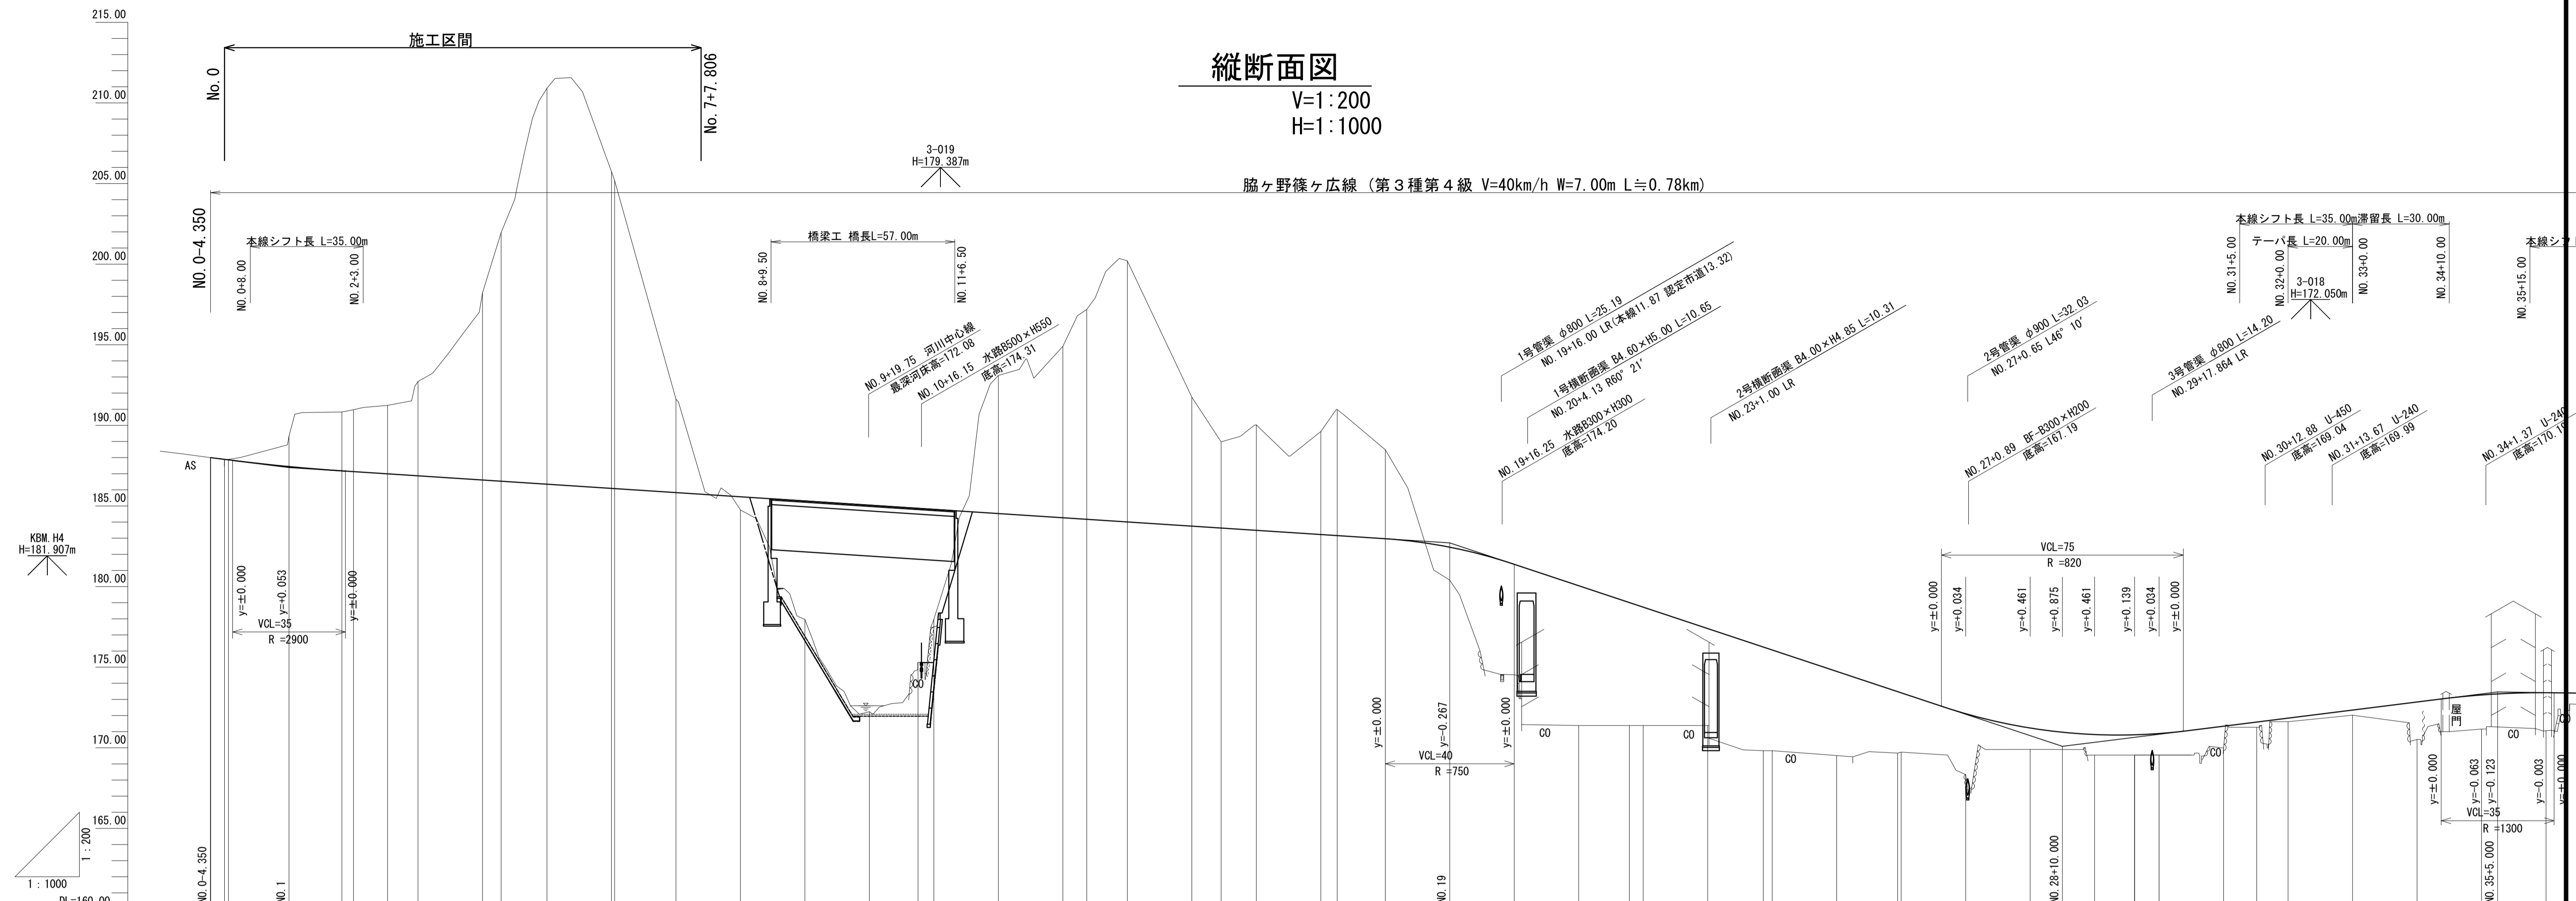 縦断面図
V=1:200
H=1:1000
215.00
210.00
205.00
200.00
195.00
190.00
185.00
180.00
175.00
170.00
165.00
DL=160.00
施工区間
No.0
No.7+7.806
3-019
H=179.387m
脇ヶ野篠ヶ広線 (第3種第4級 V=40km/h W=7.00m L≒0.78km)
NO.0-4.350
本線シフト長 L=35.00m
NO.0+8.00
NO.2+3.00
橋梁工 橋長L=57.00m
NO.8+9.50
NO.11+6.50
NO.9+19.75 河川中心線
最深河床高=172.08
NO.10+16.15 水路B500×H550
底高=174.31
1号管渠 φ800 L=25.19
NO.19+16.00 LR(本線11.87 認定市道13.32)
1号横断函渠 B4.60×H5.00 L=10.65
NO.20+4.13 R60°21′
NO.19+16.25 水路B300×H300
底高=174.20
2号横断函渠 B4.00×H4.85 L=10.31
NO.23+1.00 LR
2号管渠 φ900 L=32.03
NO.27+0.65 L46°10′
NO.27+0.89 BF-B300×H200
底高=167.19
3号管渠 φ800 L=14.20
NO.29+17.864 LR
NO.30+12.88 U-450
底高=169.04
NO.31+13.67 U-240
底高=169.99
NO.34+1.37 U-240
本線シフト長 L=35.00m
滞留長 L=30.00m
テーパ長 L=20.00m
NO.31+5.00
NO.32+0.00
NO.33+0.00
NO.34+10.00
NO.35+15.00
3-018
H=172.050m
AS
KBM.H4
H=181.907m
y=±0.000
y=+0.053
y=±0.000
VCL=35
R=2900
CO
y=±0.000
y=-0.267
y=±0.000
VCL=40
R=750
CO
CO
CO
VCL=75
R=820
y=±0.000
y=+0.034
y=+0.461
y=+0.875
y=+0.461
y=+0.139
y=+0.034
y=±0.000
CO
門
屋
CO
CO
y=±0.000
y=-0.063
y=-0.123
y=-0.003
y=±0.000
VCL=35
R=1300
1:200
1:1000
NO.0-4.350
NO.1
NO.19
NO.28+10.000
NO.35+5.000